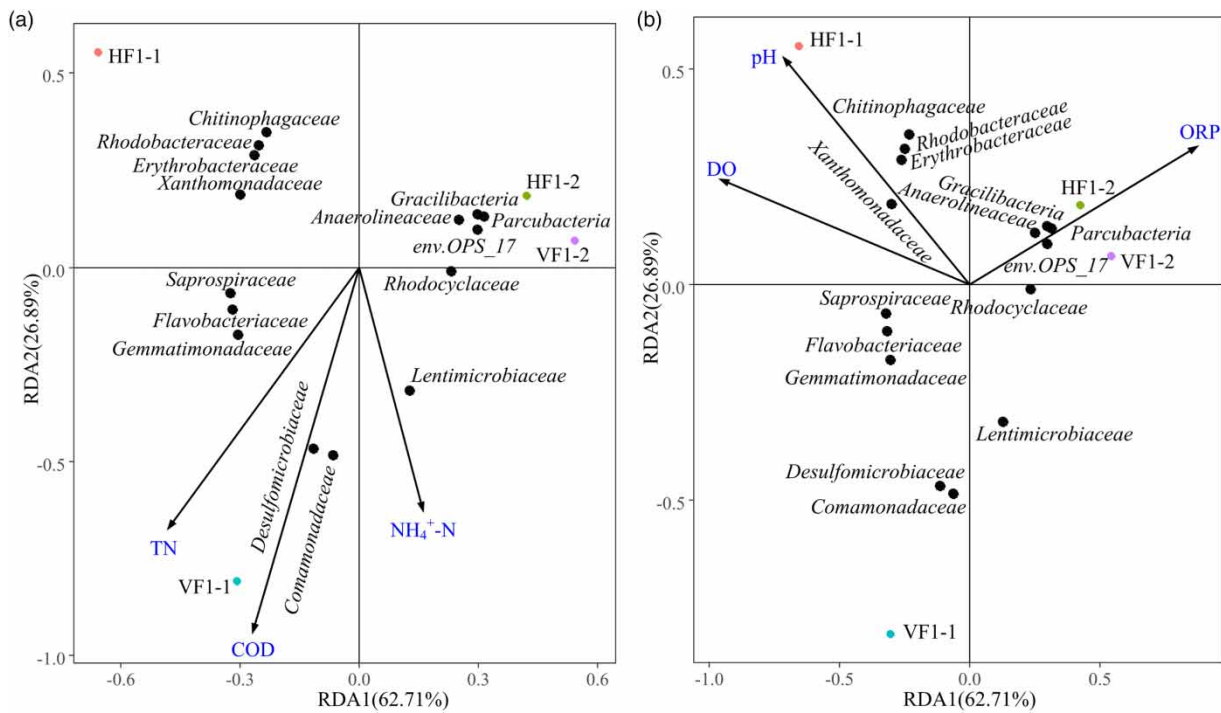 (a)
HF1-1
0.5
Chitinophagaceae
Rhodobacteraceae
Erythrobacteraceae
Xanthomonadaceae
HF1-2
Gracilibacteria
Anaerolineaceae
Parcubacteria
env.OPS_17
VF1-2
0.0
Rhodocyclaceae
Saprospiraceae
Flavobacteriaceae
Gemmatimonadaceae
Lentimicrobiaceae
Desulfomicrobiaceae
Comamonadaceae
-0.5
TN
NH₄⁺-N
VF1-1
COD
-1.0
RDA2(26.89%)
-0.6 -0.3 0.0 0.3 0.6
RDA1(62.71%)
(b)
HF1-1
pH
0.5
Chitinophagaceae
Rhodobacteraceae
Erythrobacteraceae
Xanthomonadaceae
ORP
DO
Gracilibacteria
Anaerolineaceae
HF1-2
Parcubacteria
env.OPS_17
VF1-2
0.0
Rhodocyclaceae
Saprospiraceae
Flavobacteriaceae
Gemmatimonadaceae
Lentimicrobiaceae
Desulfomicrobiaceae
Comamonadaceae
-0.5
VF1-1
RDA2(26.89%)
-1.0 -0.5 0.0 0.5
RDA1(62.71%)